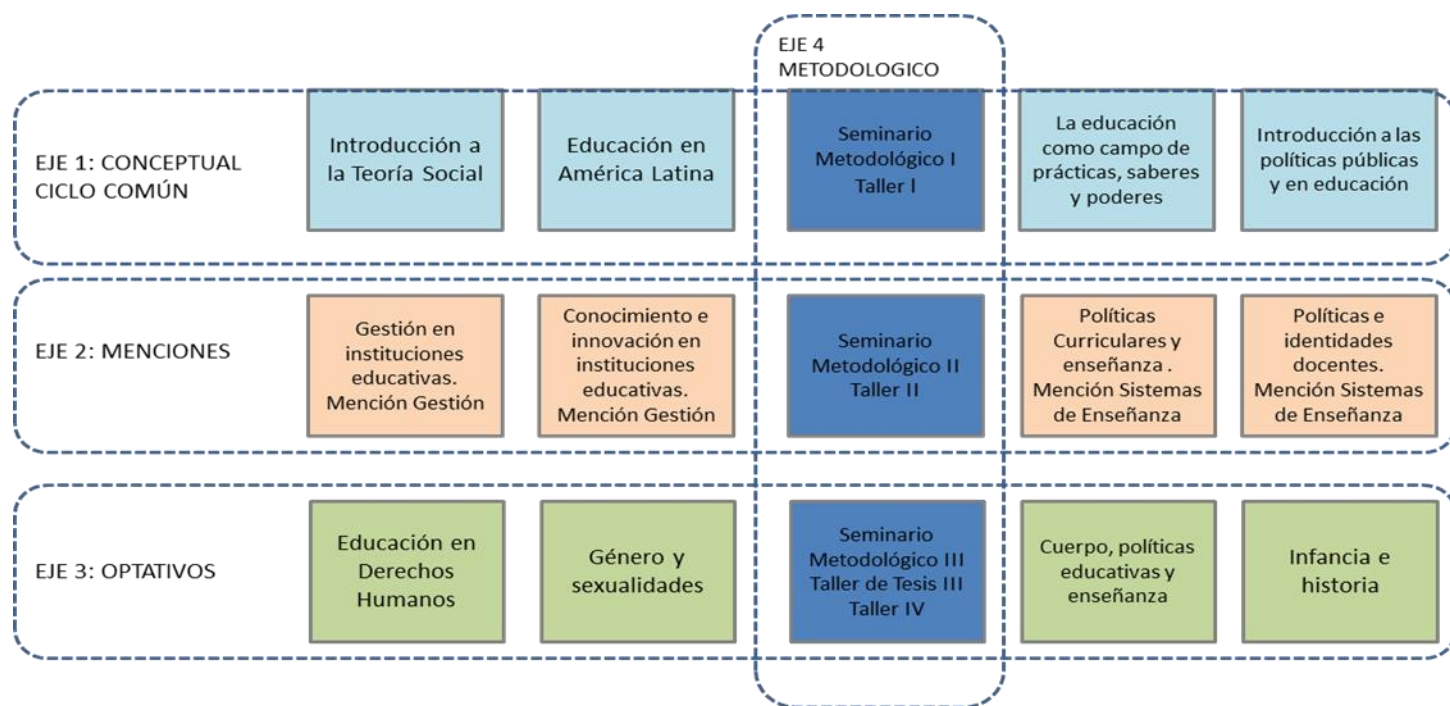 EJE 4
METODOLOGICO
EJE 1: CONCEPTUAL
CICLO COMÚN
Introducción a
la Teoría Social
Educación en
América Latina
Seminario
Metodológico I
Taller I
La educación
como campo de
prácticas, saberes
y poderes
Introducción a las
políticas públicas
y en educación
EJE 2: MENCIONES
Gestión en
instituciones
educativas.
Mención Gestión
Conocimiento e
innovación en
instituciones
educativas.
Mención Gestión
Seminario
Metodológico II
Taller II
Políticas
Curriculares y
enseñanza .
Mención Sistemas
de Enseñanza
Políticas e
identidades
docentes.
Mención Sistemas
de Enseñanza
EJE 3: OPTATIVOS
Educación en
Derechos
Humanos
Género y
sexualidades
Seminario
Metodológico III
Taller de Tesis III
Taller IV
Cuerpo, políticas
educativas y
enseñanza
Infancia e
historia